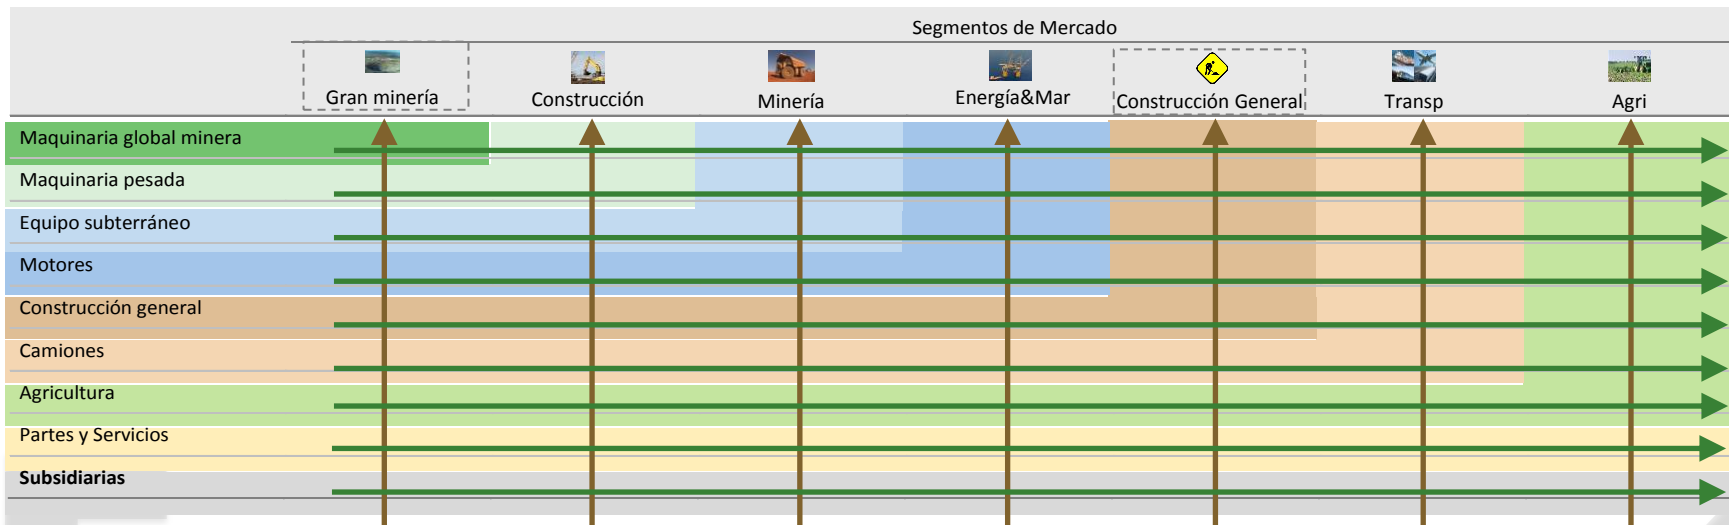 Segmentos de Mercado
Gran minería
Construcción
Minería
Energía&Mar
Construcción General
Transp
Agri
Maquinaria global minera
Maquinaria pesada
Equipo subterráneo
Motores
Construcción general
Camiones
Agricultura
Partes y Servicios
Subsidiarias